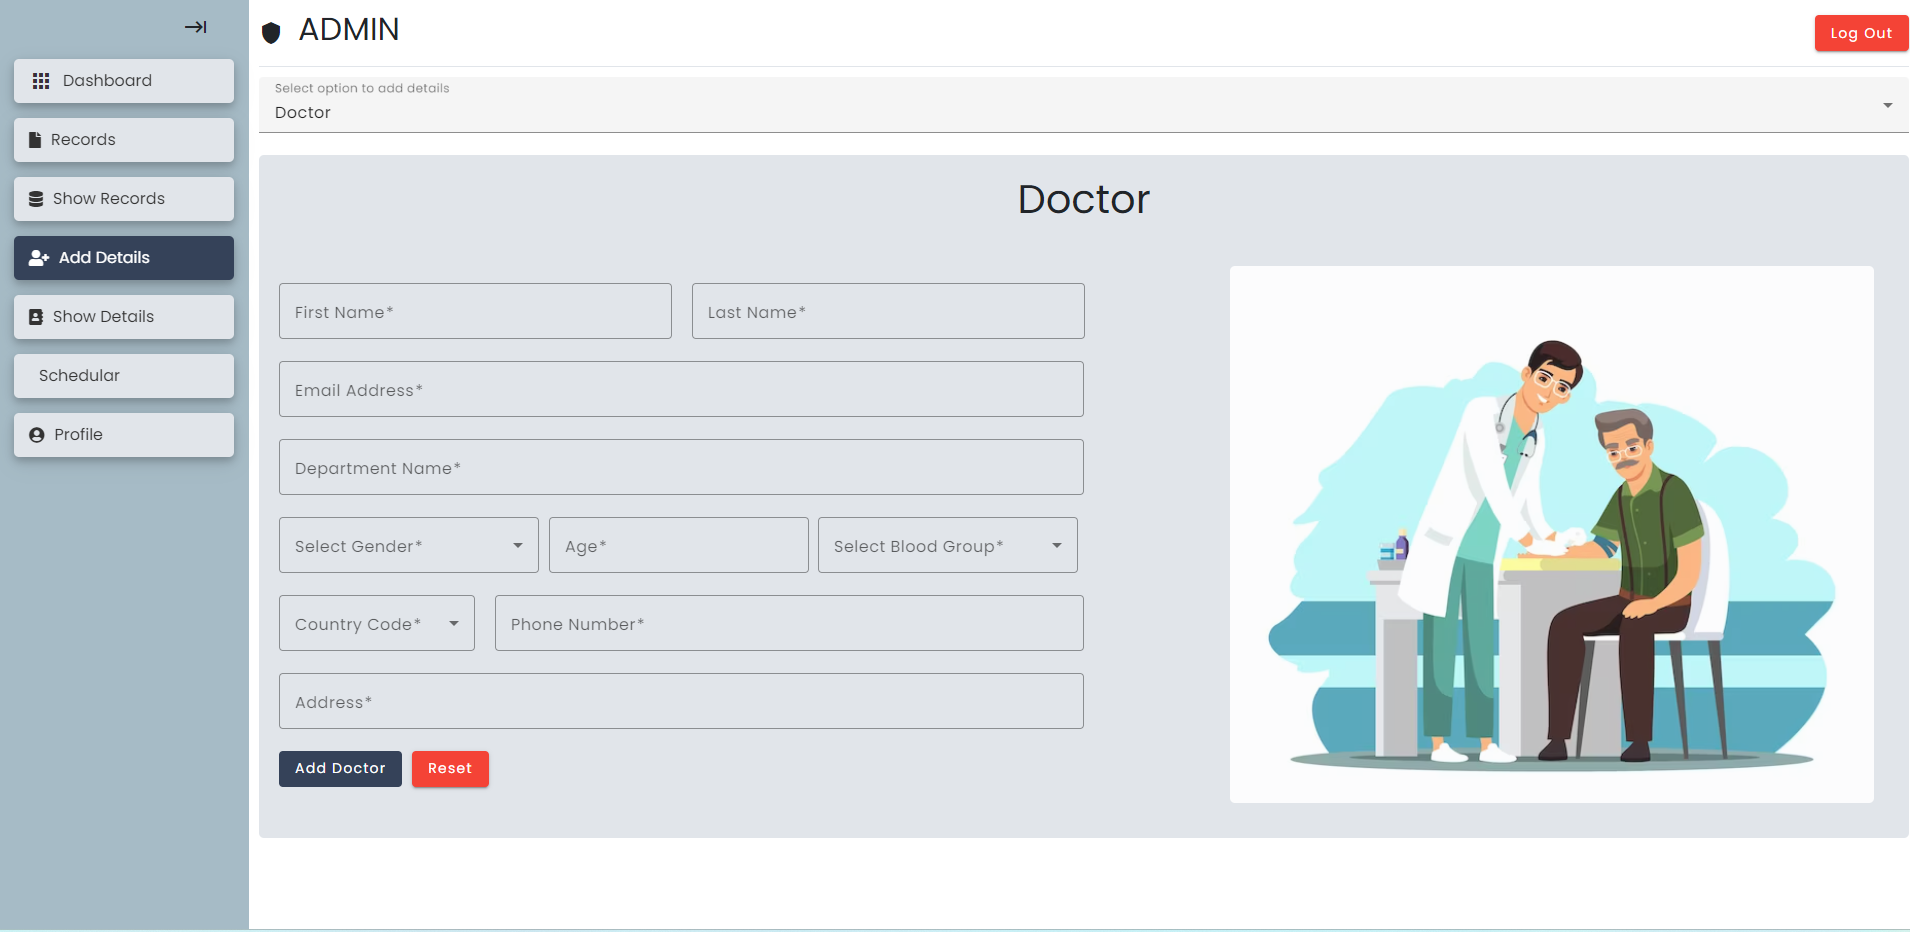 ADMIN
Log Out
Dashboard
Records
Show Records
Add Details
Show Details
Schedular
Profile
Select option to add details
Doctor
Doctor
First Name*
Last Name*
Email Address*
Department Name*
Select Gender*
Age*
Select Blood Group*
Country Code*
Phone Number*
Address*
Add Doctor
Reset